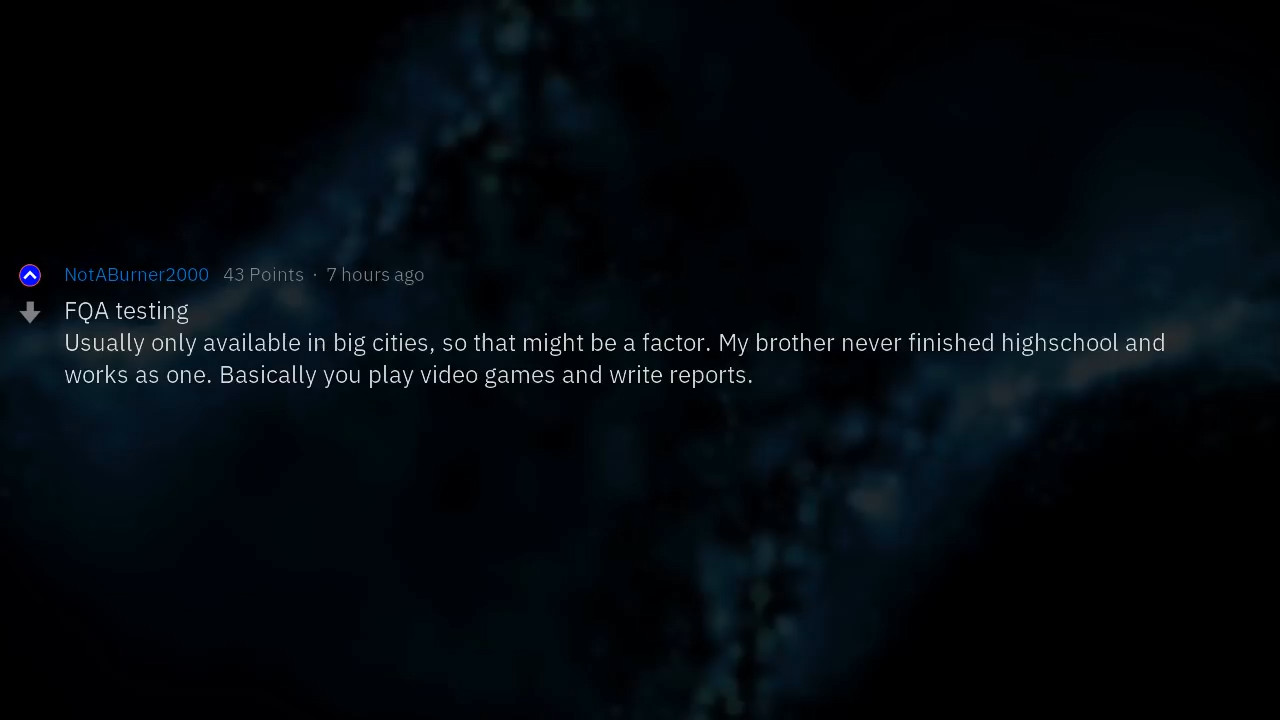 NotABurner2000 43 Points · 7 hours ago
FQA testing
Usually only available in big cities, so that might be a factor. My brother never finished highschool and
works as one. Basically you play video games and write reports.